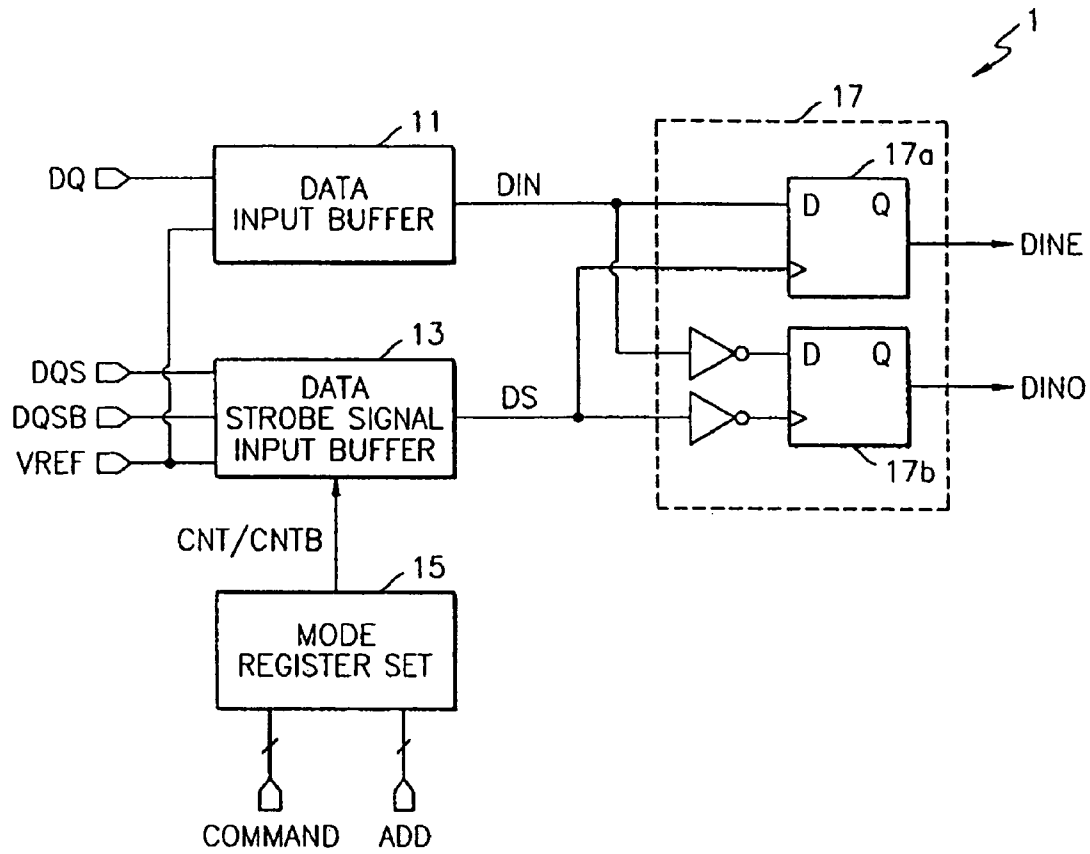 1
11
17
DQ
DATA
INPUT BUFFER
DIN
17a
D Q
DINE
13
DQS
DQSB
VREF
DATA
STROBE SIGNAL
INPUT BUFFER
DS
D Q
DINO
17b
CNT/CNTB
15
MODE
REGISTER SET
COMMAND ADD